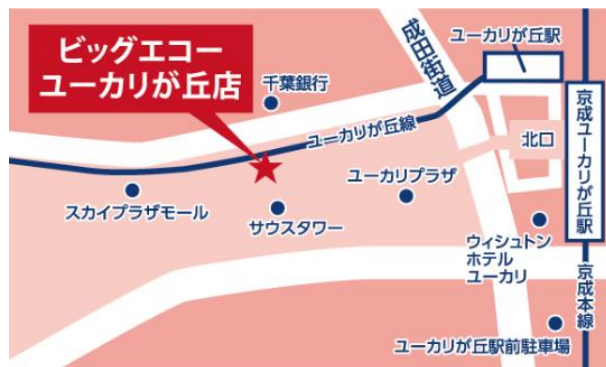 ビッグエコー
ユーカリが丘店
千葉銀行
成田街道
ユーカリが丘駅
ユーカリが丘線
北口
京成ユーカリが丘駅
スカイプラザモール
サウスタワー
ユーカリプラザ
ウィシュトン
ホテル
ユーカリ
京成本線
ユーカリが丘駅前駐車場